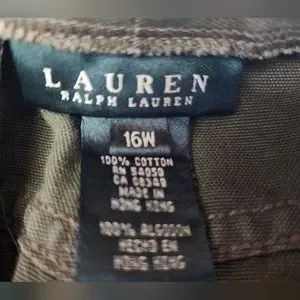 LAUREN
RALPH LAUREN
16W
100% COTTON
RN 54050
CA 08349
MADE IN
HONG KONG
100% ALGODON
HECHO EN
HONG KONG